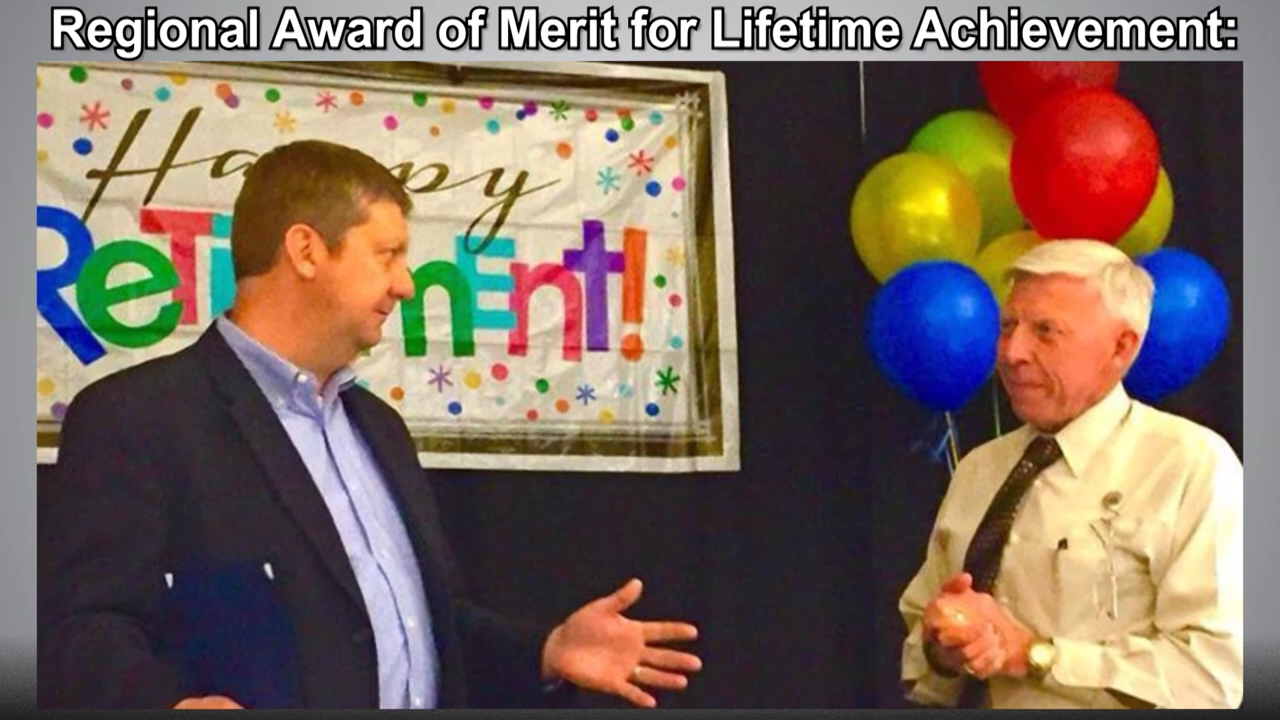 Regional Award of Merit for Lifetime Achievement:
Happy
ReTirement!